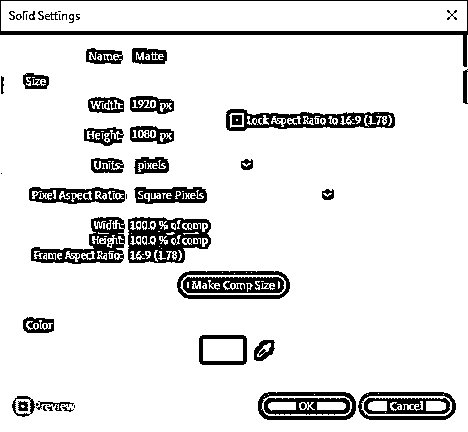 Solid Settings
Name: Matte
Size
Width: 1920 px
Lock Aspect Ratio to 16:9 (1.78)
Height: 1080 px
Units: pixels
Pixel Aspect Ratio: Square Pixels
Width: 100.0 % of comp
Height: 100.0 % of comp
Frame Aspect Ratio: 16:9 (1.78)
Make Comp Size
Color
Preview
OK
Cancel